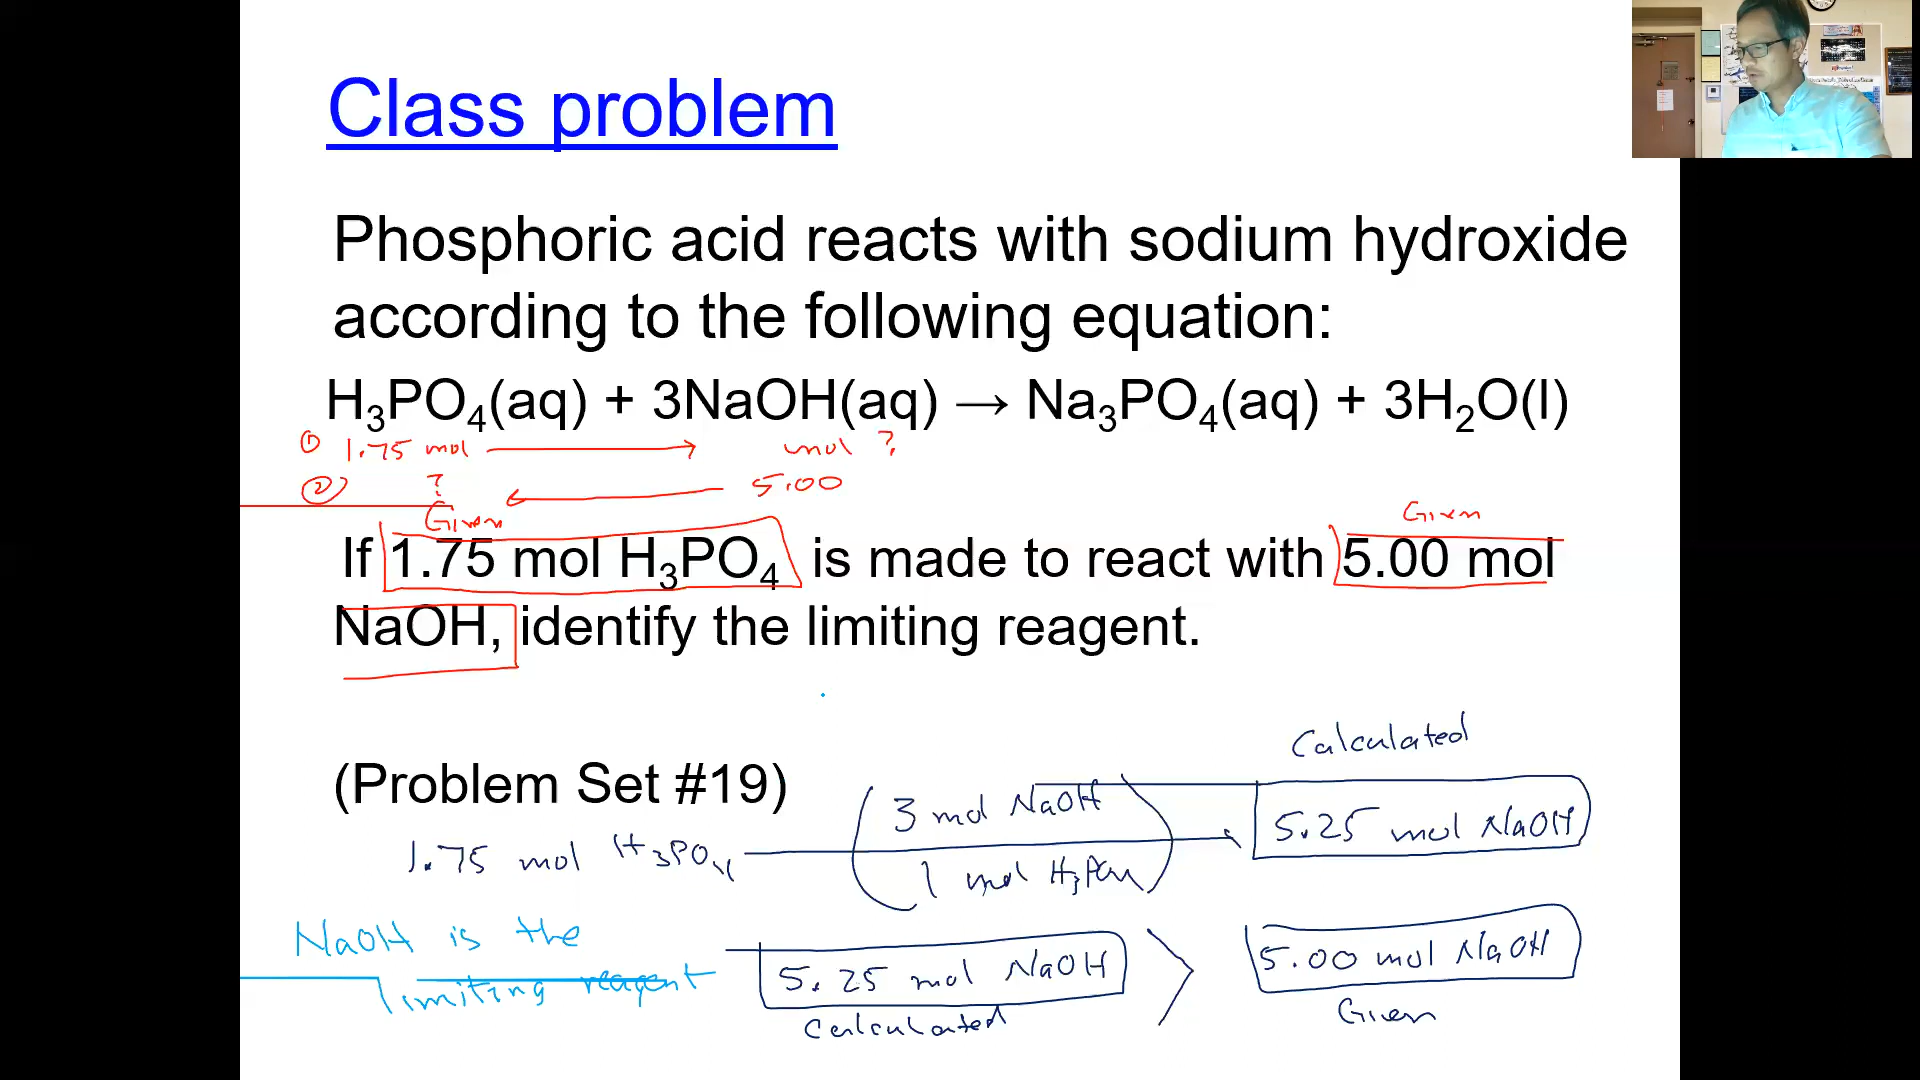 Class problem
Phosphoric acid reacts with sodium hydroxide
according to the following equation:
H₃PO₄(aq) + 3NaOH(aq) → Na₃PO₄(aq) + 3H₂O(l)
① 1.75 mol → mol ?
② ? ← 5.00
Given Given
If 1.75 mol H₃PO₄ is made to react with 5.00 mol
NaOH, identify the limiting reagent.
Calculated
(Problem Set #19)
3 mol NaOH
5.25 mol NaOH
1.75 mol H₃PO₄
1 mol H₃PO₄
NaOH is the
limiting reagent
5.25 mol NaOH > 5.00 mol NaOH
Calculated Given